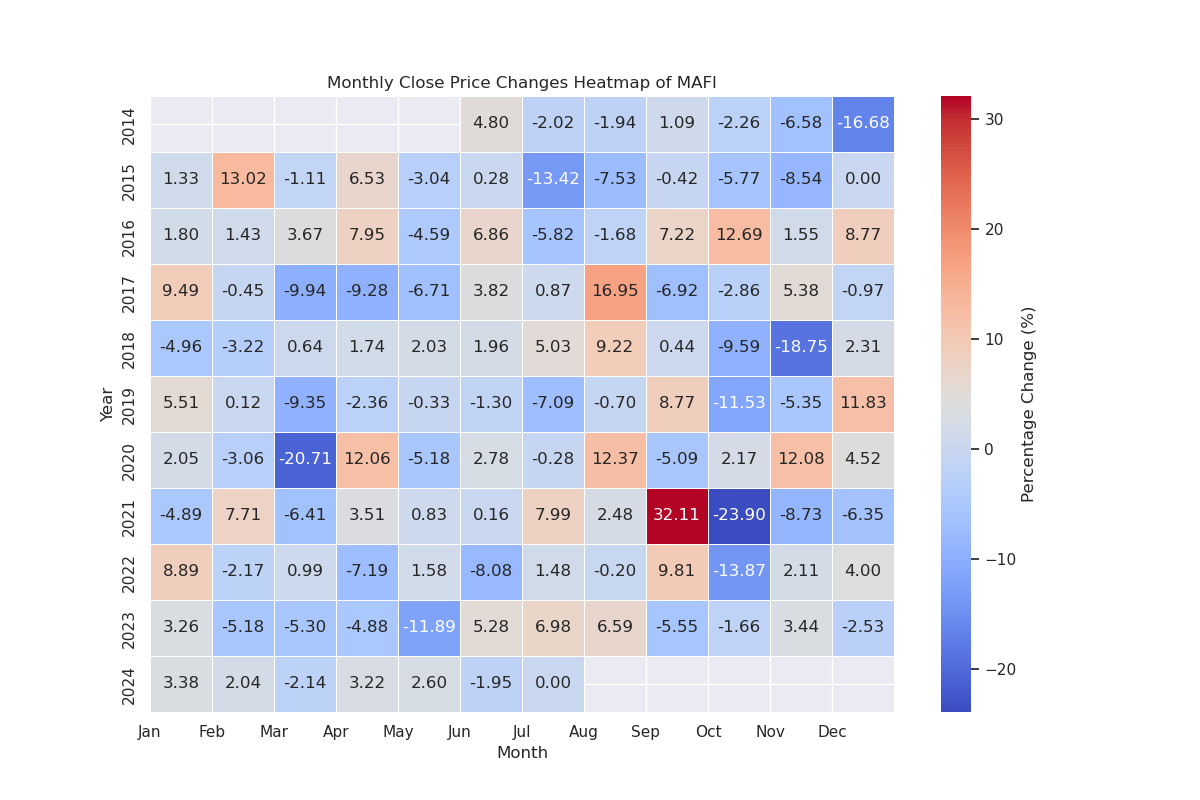 Monthly Close Price Changes Heatmap of MAFI
2014 4.80 -2.02 -1.94 1.09 -2.26 -6.58 -16.68
2015 1.33 13.02 -1.11 6.53 -3.04 0.28 -13.42 -7.53 -0.42 -5.77 -8.54 0.00
2016 1.80 1.43 3.67 7.95 -4.59 6.86 -5.82 -1.68 7.22 12.69 1.55 8.77
2017 9.49 -0.45 -9.94 -9.28 -6.71 3.82 0.87 16.95 -6.92 -2.86 5.38 -0.97
2018 -4.96 -3.22 0.64 1.74 2.03 1.96 5.03 9.22 0.44 -9.59 -18.75 2.31
2019 5.51 0.12 -9.35 -2.36 -0.33 -1.30 -7.09 -0.70 8.77 -11.53 -5.35 11.83
2020 2.05 -3.06 -20.71 12.06 -5.18 2.78 -0.28 12.37 -5.09 2.17 12.08 4.52
2021 -4.89 7.71 -6.41 3.51 0.83 0.16 7.99 2.48 32.11 -23.90 -8.73 -6.35
2022 8.89 -2.17 0.99 -7.19 1.58 -8.08 1.48 -0.20 9.81 -13.87 2.11 4.00
2023 3.26 -5.18 -5.30 -4.88 -11.89 5.28 6.98 6.59 -5.55 -1.66 3.44 -2.53
2024 3.38 2.04 -2.14 3.22 2.60 -1.95 0.00
Jan Feb Mar Apr May Jun Jul Aug Sep Oct Nov Dec
Month
Year
30
20
10
0
−10
−20
Percentage Change (%)